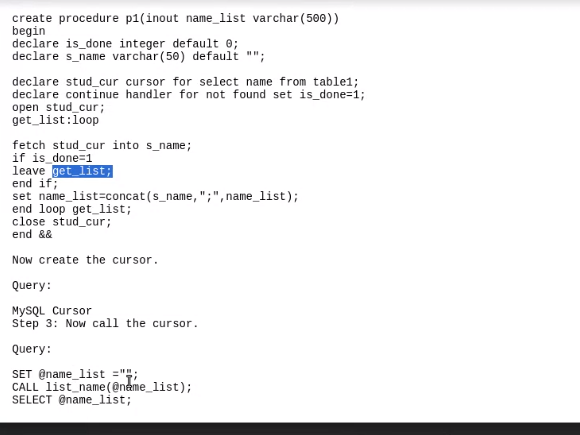 create procedure p1(inout name_list varchar(500))
begin
declare is_done integer default 0;
declare s_name varchar(50) default "";
declare stud_cur cursor for select name from table1;
declare continue handler for not found set is_done=1;
open stud_cur;
get_list:loop
fetch stud_cur into s_name;
if is_done=1
leave get_list;
end if;
set name_list=concat(s_name,";",name_list);
end loop get_list;
close stud_cur;
end &&
Now create the cursor.
Query:
MySQL Cursor
Step 3: Now call the cursor.
Query:
SET @name_list ="";
CALL list_name(@name_list);
SELECT @name_list;